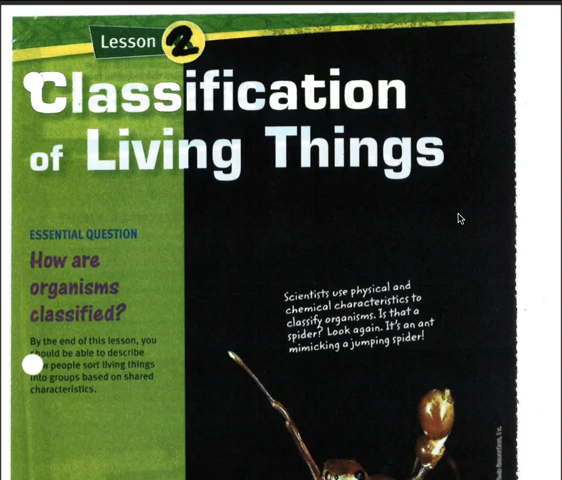 Lesson 2
Classification
of Living Things
ESSENTIAL QUESTION
How are
organisms
classified?
By the end of this lesson, you
should be able to describe
people sort living things
into groups based on shared
characteristics.
Scientists use physical and
chemical characteristics to
classify organisms. Is that a
spider? Look again. It's an ant
mimicking a jumping spider!